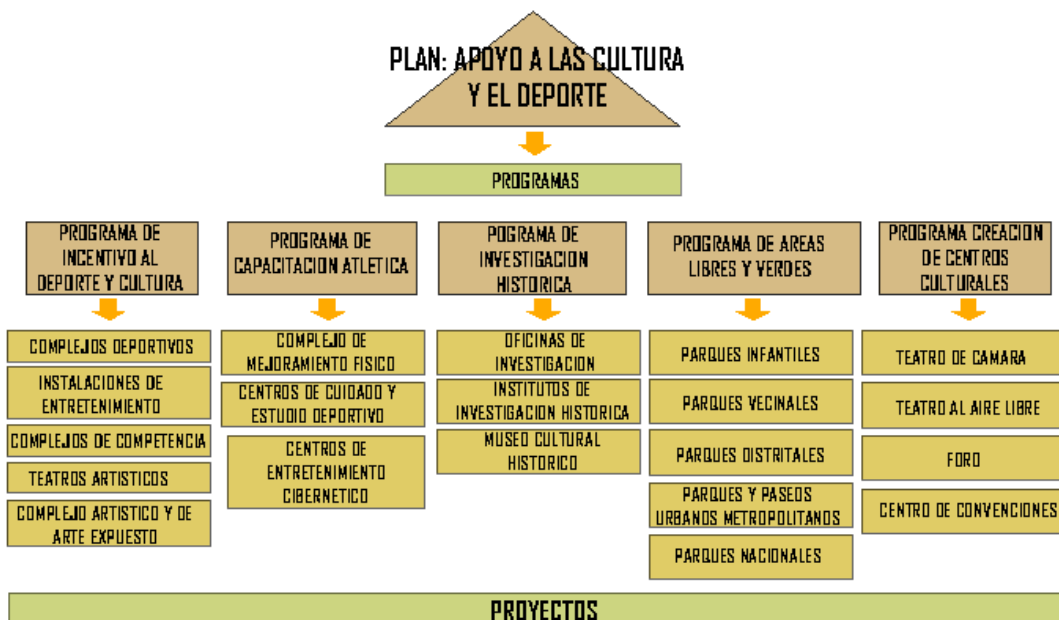 PLAN: APOYO A LAS CULTURA
Y EL DEPORTE
PROGRAMAS
PROGRAMA DE
INCENTIVO AL
DEPORTE Y CULTURA
PROGRAMA DE
CAPACITACION ATLETICA
POGRAMA DE
INVESTIGACION
HISTORICA
PROGRAMA DE AREAS
LIBRES Y VERDES
PROGRAMA CREACION
DE CENTROS
CULTURALES
COMPLEJOS DEPORTIVOS
INSTALACIONES DE
ENTRETENIMIENTO
COMPLEJOS DE COMPETENCIA
TEATROS ARTISTICOS
COMPLEJO ARTISTICO Y DE
ARTE EXPUESTO
COMPLEJO DE
MEJORAMIENTO FISICO
CENTROS DE CUIDADO Y
ESTUDIO DEPORTIVO
CENTROS DE
ENTRETENIMIENTO
CIBERNETICO
OFICINAS DE
INVESTIGACION
INSTITUTOS DE
INVESTIGACION HISTORICA
MUSEO CULTURAL
HISTORICO
PARQUES INFANTILES
PARQUES VECINALES
PARQUES DISTRITALES
PARQUES Y PASEOS
URBANOS METROPOLITANOS
PARQUES NACIONALES
TEATRO DE CAMARA
TEATRO AL AIRE LIBRE
FORO
CENTRO DE CONVENCIONES
PROYECTOS